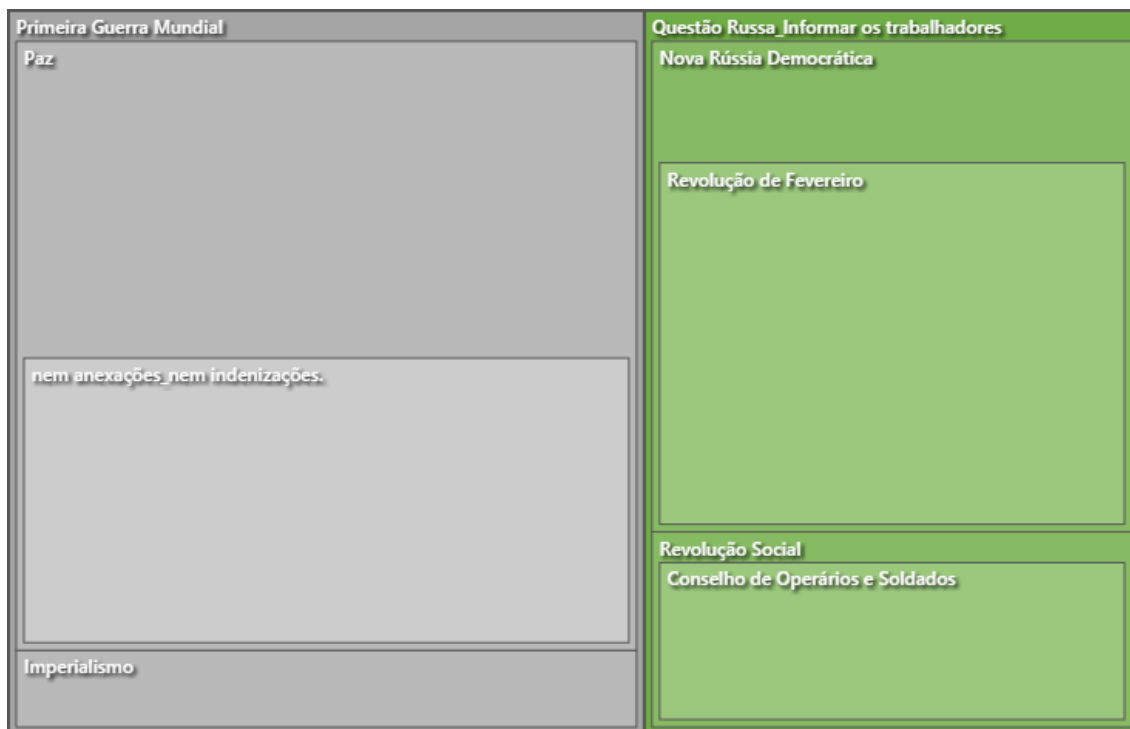 Primeira Guerra Mundial
Paz
nem anexações_nem indenizações.
Imperialismo
Questão Russa_Informar os trabalhadores
Nova Rússia Democrática
Revolução de Fevereiro
Revolução Social
Conselho de Operários e Soldados